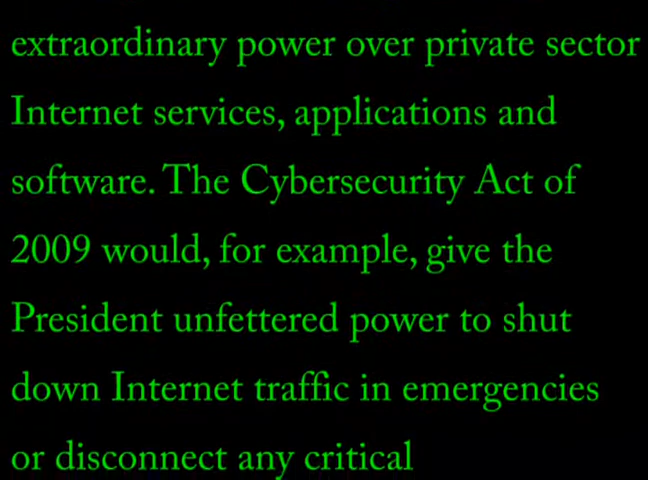 extraordinary power over private sector
Internet services, applications and
software. The Cybersecurity Act of
2009 would, for example, give the
President unfettered power to shut
down Internet traffic in emergencies
or disconnect any critical